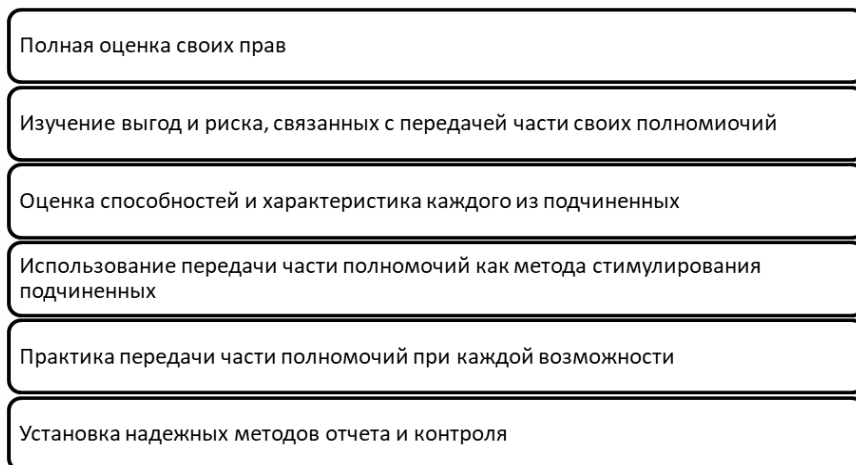 Полная оценка своих прав
Изучение выгод и риска, связанных с передачей части своих полномиочий
Оценка способностей и характеристика каждого из подчиненных
Использование передачи части полномочий как метода стимулирования
подчиненных
Практика передачи части полномочий при каждой возможности
Установка надежных методов отчета и контроля